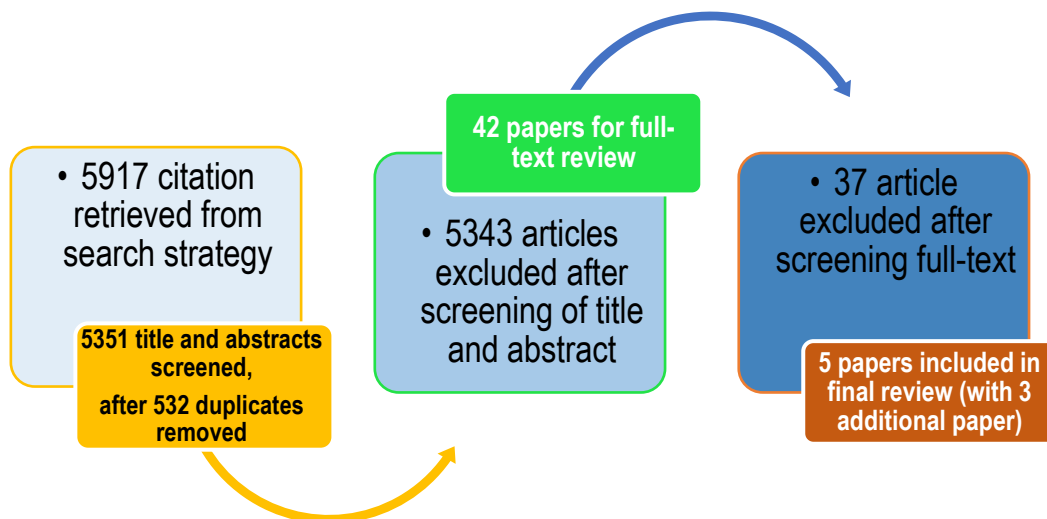 • 5917 citation
retrieved from
search strategy
5351 title and abstracts
screened,
after 532 duplicates
removed
42 papers for full-
text review
• 5343 articles
excluded after
screening of title
and abstract
• 37 article
excluded after
screening full-text
5 papers included in
final review (with 3
additional paper)